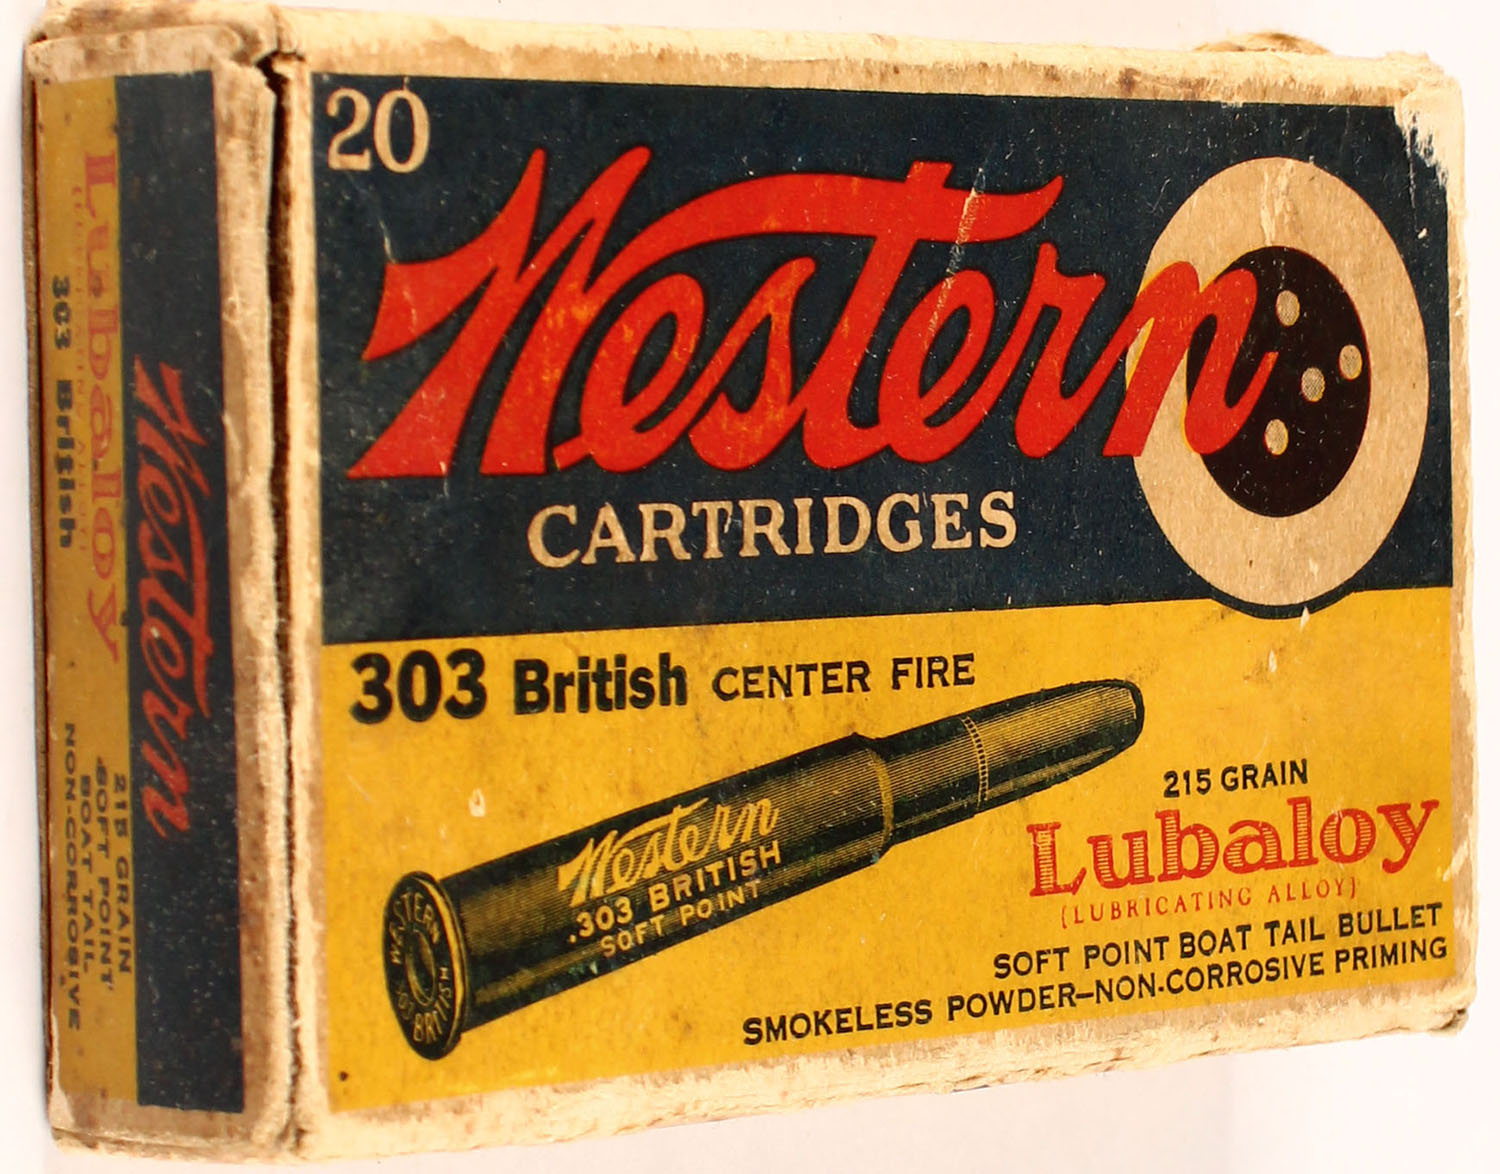 20
Western
CARTRIDGES
303 British CENTER FIRE
Western
.303 BRITISH
SOFT POINT
WESTERN
.303 BRITISH
215 GRAIN
Lubaloy
(LUBRICATING ALLOY)
SOFT POINT BOAT TAIL BULLET
SMOKELESS POWDER—NON-CORROSIVE PRIMING
Western
Lubaloy
(LUBRICATING ALLOY)
303 British
215 GRAIN
SOFT POINT
BOAT TAIL
NON-CORROSIVE